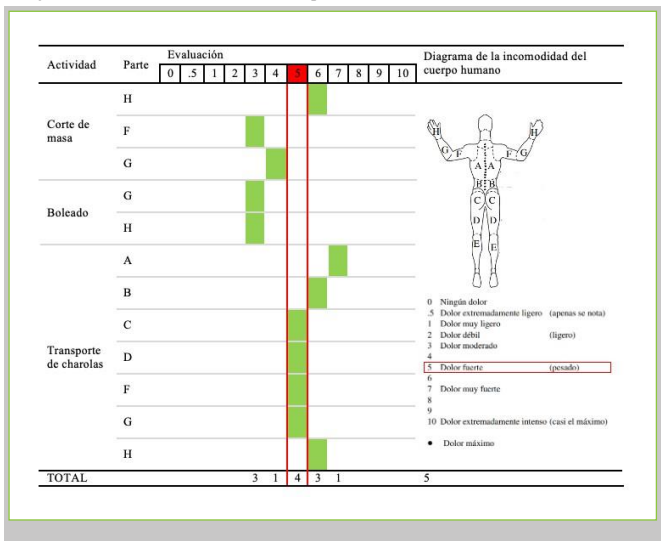 Actividad Parte Evaluación Diagrama de la incomodidad del cuerpo humano
0 .5 1 2 3 4 5 6 7 8 9 10
Corte de masa
H
F
G
Boleado
G
H
Transporte de charolas
A
B
C
D
F
G
H
H H
G F F G
A A
B B
C C
D D
E E
0 Ningún dolor
.5 Dolor extremadamente ligero (apenas se nota)
1 Dolor muy ligero
2 Dolor débil (ligero)
3 Dolor moderado
4
5 Dolor fuerte (pesado)
6
7 Dolor muy fuerte
8
9
10 Dolor extremadamente intenso (casi el máximo)
• Dolor máximo
TOTAL 3 1 4 3 1 5